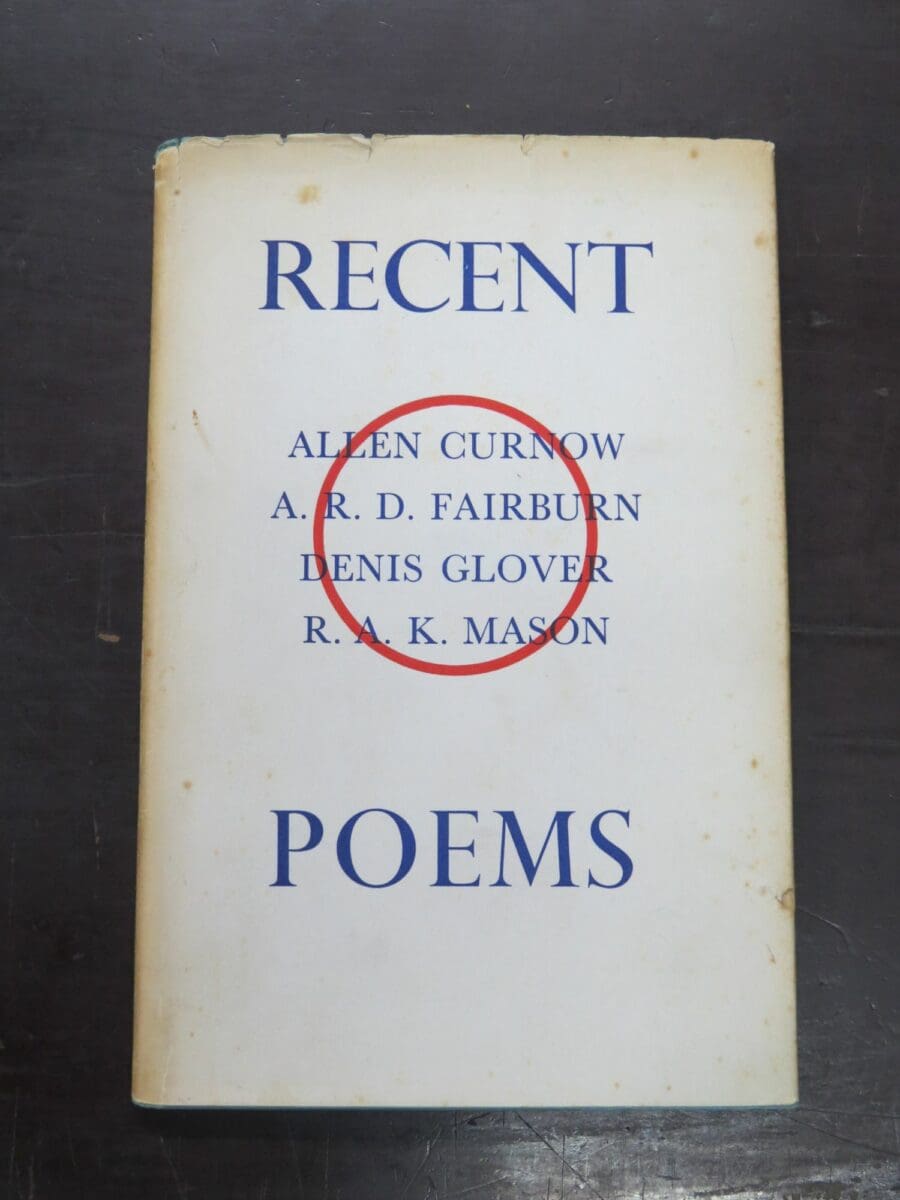 RECENT
ALLEN CURNOW
A. R. D. FAIRBURN
DENIS GLOVER
R. A. K. MASON
POEMS